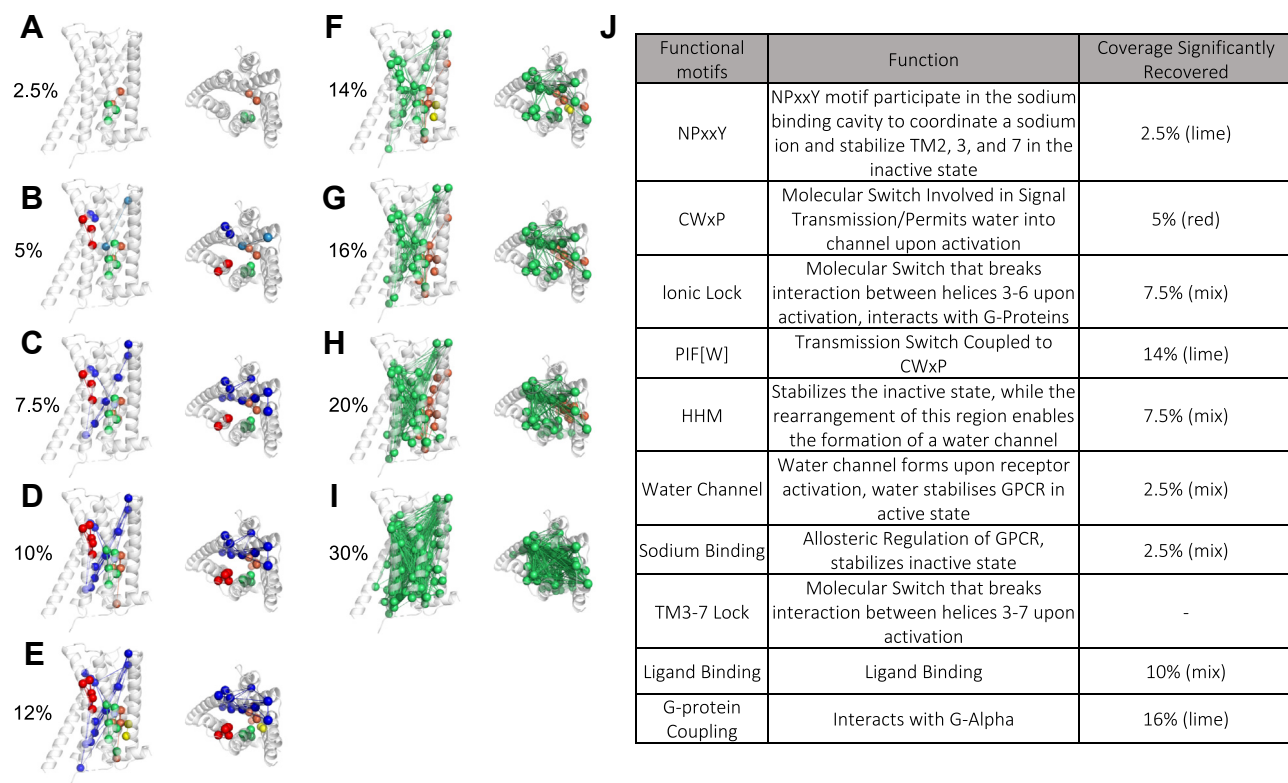 A
2.5%
B
5%
C
7.5%
D
10%
E
12%
F
14%
G
16%
H
20%
I
30%
J
Functional
motifs
Function
Coverage Significantly
Recovered
NPxxY
NPxxY motif participate in the sodium
binding cavity to coordinate a sodium
ion and stabilize TM2, 3, and 7 in the
inactive state
2.5% (lime)
CWxP
Molecular Switch Involved in Signal
Transmission/Permits water into
channel upon activation
5% (red)
Ionic Lock
Molecular Switch that breaks
interaction between helices 3-6 upon
activation, interacts with G-Proteins
7.5% (mix)
PIF[W]
Transmission Switch Coupled to
CWxP
14% (lime)
HHM
Stabilizes the inactive state, while the
rearrangement of this region enables
the formation of a water channel
7.5% (mix)
Water Channel
Water channel forms upon receptor
activation, water stabilises GPCR in
active state
2.5% (mix)
Sodium Binding
Allosteric Regulation of GPCR,
stabilizes inactive state
2.5% (mix)
TM3-7 Lock
Molecular Switch that breaks
interaction between helices 3-7 upon
activation
-
Ligand Binding
Ligand Binding
10% (mix)
G-protein
Coupling
Interacts with G-Alpha
16% (lime)